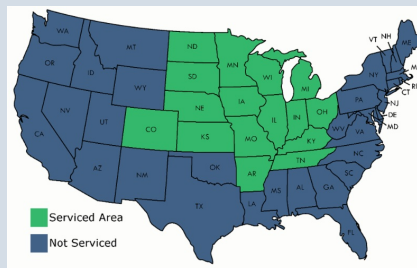 WA
VT NH
ME
MT
ND
MN
OR
ID
SD
WI
MI
NY
M
RI
CT
WY
NE
IA
PA
NJ
NV
UT
CO
KS
MO
IL
IN
OH
WV
VA
DE
MD
CA
KY
NC
AZ
NM
OK
AR
TN
SC
TX
LA
MS
AL
GA
FL
Serviced Area
Not Serviced